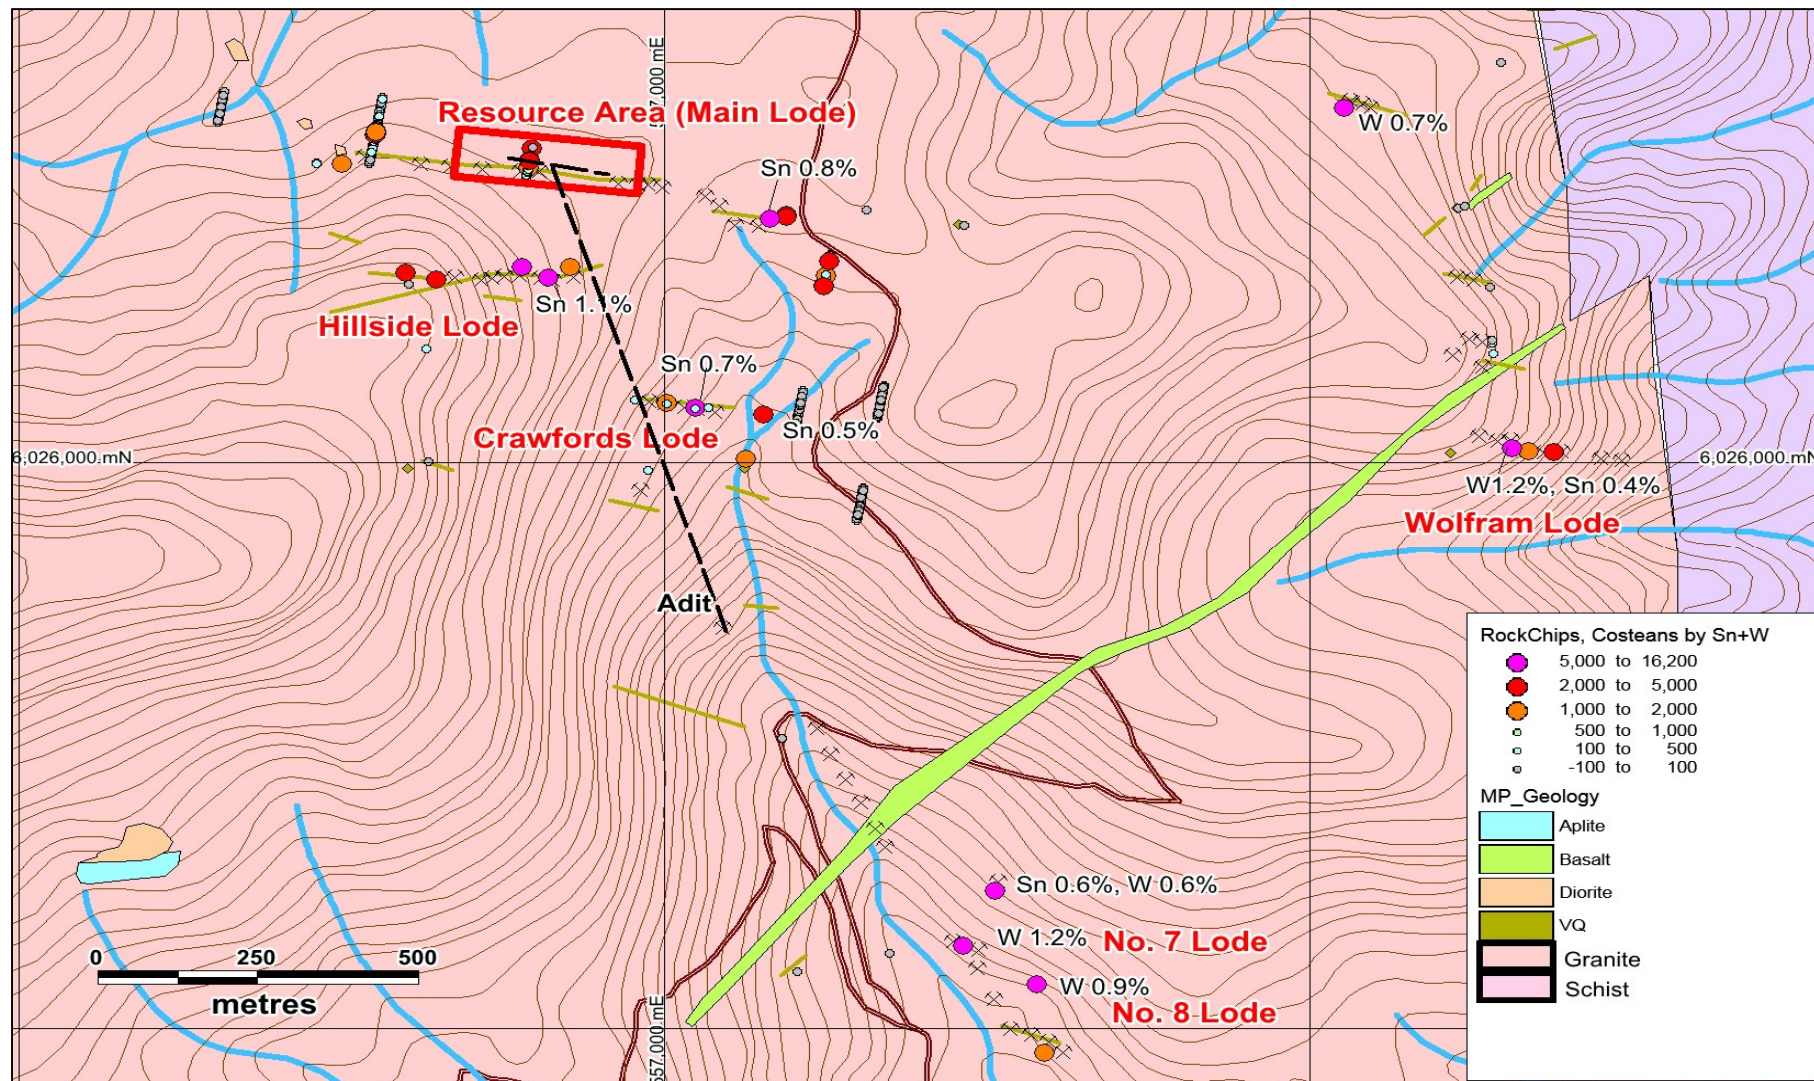 557,000 mE
Resource Area (Main Lode)
W 0.7%
Sn 0.8%
Sn 1.1%
Hillside Lode
Sn 0.7%
Sn 0.5%
Crawfords Lode
6,026,000.mN
6,026,000.mN
W1.2%, Sn 0.4%
Wolfram Lode
Adit
RockChips, Costeans by Sn+W
5,000 to 16,200
2,000 to 5,000
1,000 to 2,000
500 to 1,000
100 to 500
-100 to 100
MP_Geology
Aplite
Basalt
Diorite
VQ
Granite
Schist
Sn 0.6%, W 0.6%
W 1.2%
No. 7 Lode
W 0.9%
No. 8 Lode
0 250 500
metres
557,000 mE